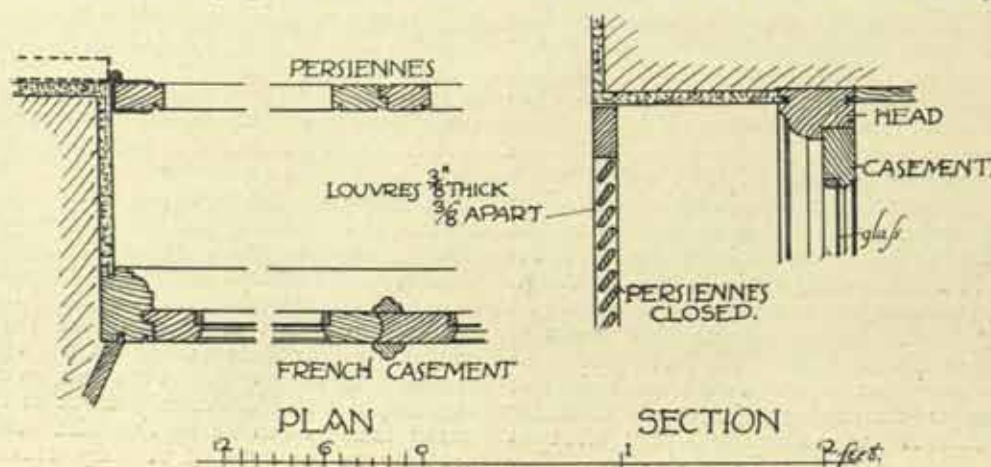 PERSIENNES
LOUVRES 3/8" THICK
3/8" APART
FRENCH CASEMENT
PLAN
HEAD
CASEMENT
glass
PERSIENNES
CLOSED.
SECTION
12 6 0 1 2 feet.